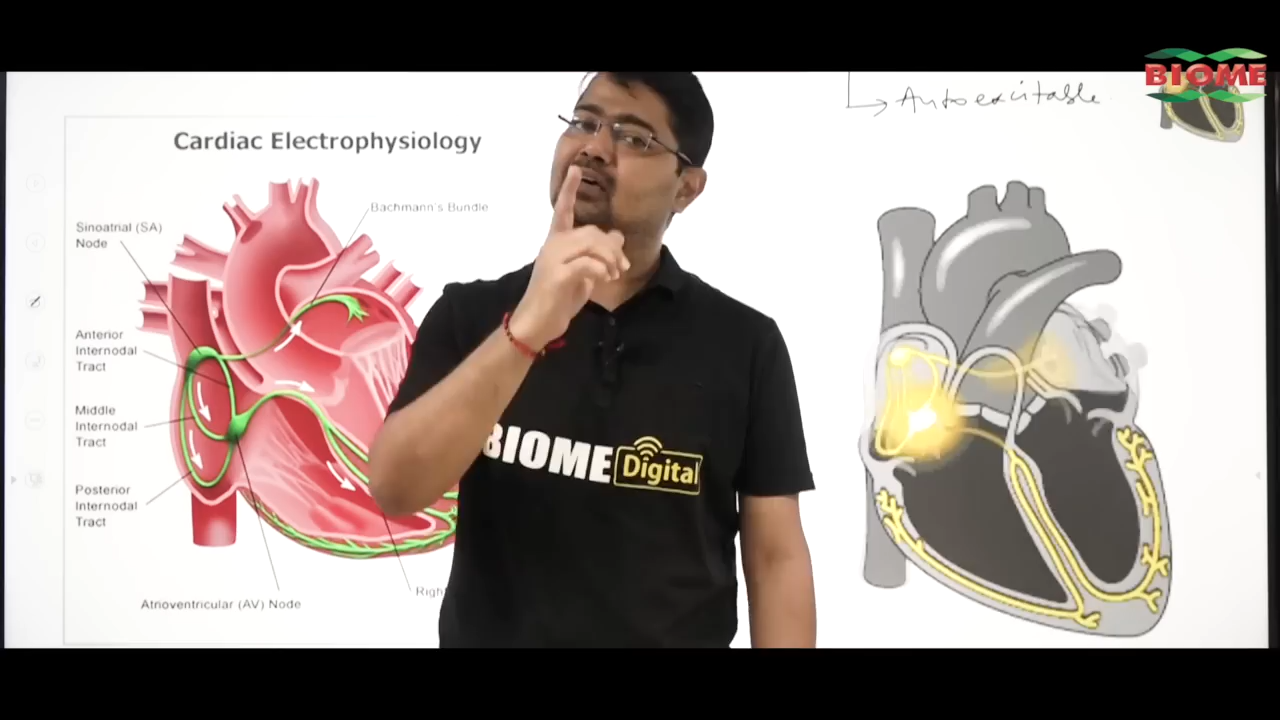 BIOME
Autoexcitable
Cardiac Electrophysiology
Bachmann's Bundle
Sinoatrial (SA)
Node
Anterior
Internodal
Tract
Middle
Internodal
Tract
Posterior
Internodal
Tract
Atrioventricular (AV) Node
Right
BIOME Digital